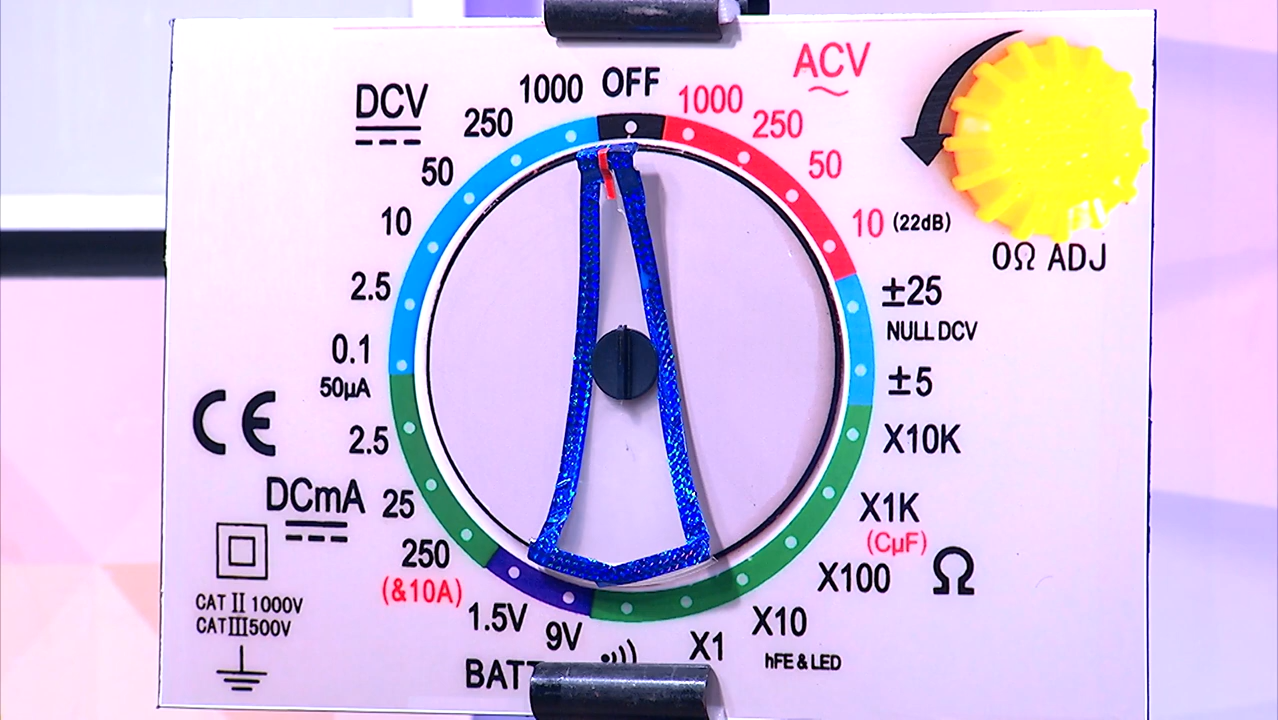 DCV
1000
OFF
1000
ACV
250
250
50
50
10
10 (22dB)
0Ω ADJ
2.5
±25
NULL DCV
0.1
50µA
±5
CE
2.5
X10K
DCmA
25
X1K
(CµF)
250
(&10A)
X100
Ω
CAT II 1000V
CAT III 500V
1.5V
9V
X1
X10
hFE & LED
BATT